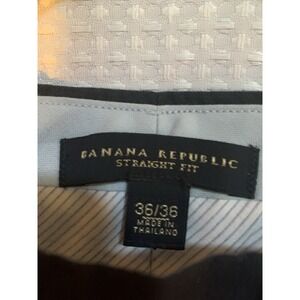 BANANA REPUBLIC
STRAIGHT FIT
36/36
MADE IN
THAILAND